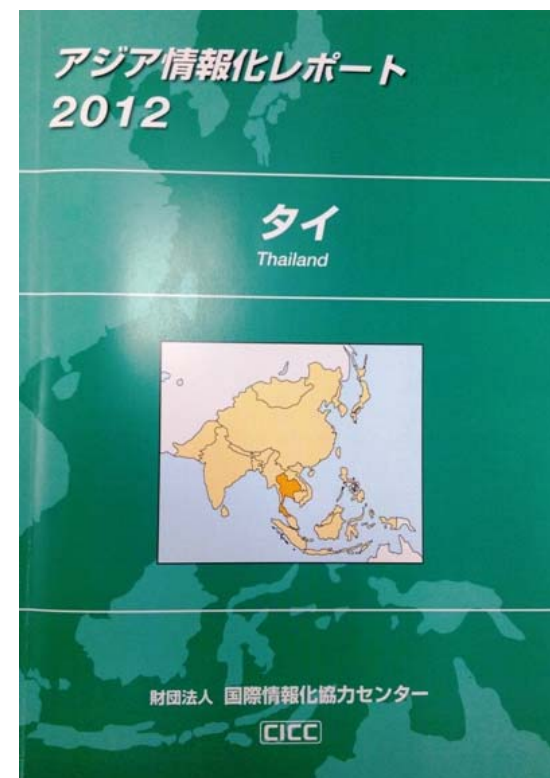 アジア情報化レポート
2012
タイ
Thailand
財団法人 国際情報化協力センター
CICC